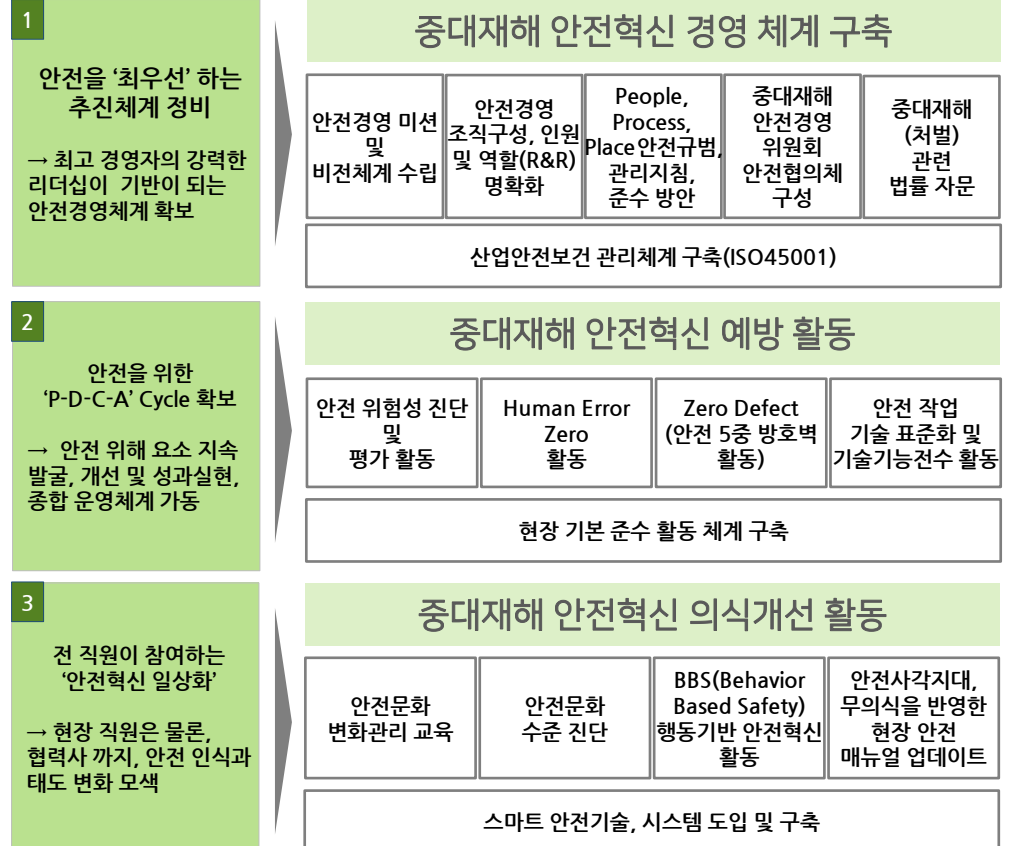 1
안전을 ‘최우선’ 하는
추진체계 정비
→ 최고 경영자의 강력한
리더십이 기반이 되는
안전경영체계 확보
중대재해 안전혁신 경영 체계 구축
안전경영 미션
및
비전체계 수립
안전경영
조직구성, 인원
및 역할(R&R)
명확화
People,
Process,
Place안전규범,
관리지침,
준수 방안
중대재해
안전경영
위원회
안전협의체
구성
중대재해
(처벌)
관련
법률 자문
산업안전보건 관리체계 구축(ISO45001)
2
안전을 위한
‘P-D-C-A’ Cycle 확보
→ 안전 위해 요소 지속
발굴, 개선 및 성과실현,
종합 운영체계 가동
중대재해 안전혁신 예방 활동
안전 위험성 진단
및
평가 활동
Human Error
Zero
활동
Zero Defect
(안전 5중 방호벽
활동)
안전 작업
기술 표준화 및
기술기능전수 활동
현장 기본 준수 활동 체계 구축
3
전 직원이 참여하는
‘안전혁신 일상화’
→ 현장 직원은 물론,
협력사 까지, 안전 인식과
태도 변화 모색
중대재해 안전혁신 의식개선 활동
안전문화
변화관리 교육
안전문화
수준 진단
BBS(Behavior
Based Safety)
행동기반 안전혁신
활동
안전사각지대,
무의식을 반영한
현장 안전
매뉴얼 업데이트
스마트 안전기술, 시스템 도입 및 구축